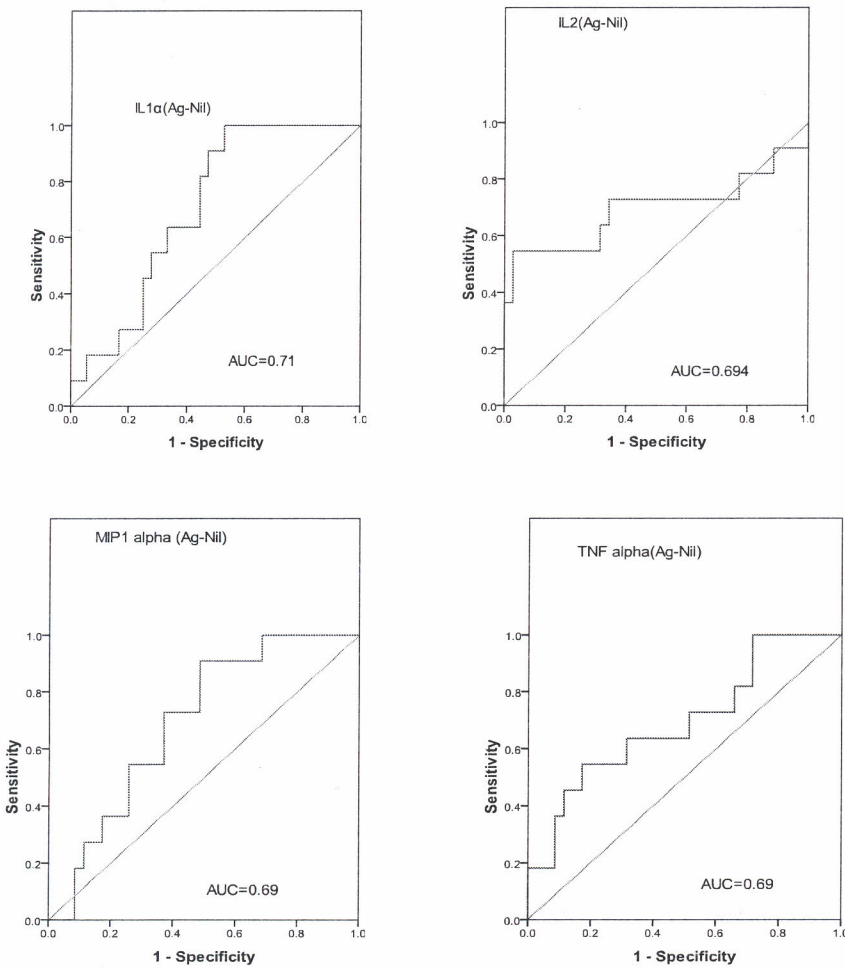 IL1α(Ag-Nil)
1.0
0.8
0.6
0.4
0.2
0.0
Sensitivity
AUC=0.71
0.0 0.2 0.4 0.6 0.8 1.0
1 - Specificity
IL2(Ag-Nil)
1.0
0.8
0.6
0.4
0.2
0.0
Sensitivity
AUC=0.694
0.0 0.2 0.4 0.6 0.8 1.0
1 - Specificity
MIP1 alpha (Ag-Nil)
1.0
0.8
0.6
0.4
0.2
0.0
Sensitivity
AUC=0.69
0.0 0.2 0.4 0.6 0.8 1.0
1 - Specificity
TNF alpha(Ag-Nil)
1.0
0.8
0.6
0.4
0.2
0.0
Sensitivity
AUC=0.69
0.0 0.2 0.4 0.6 0.8 1.0
1 - Specificity